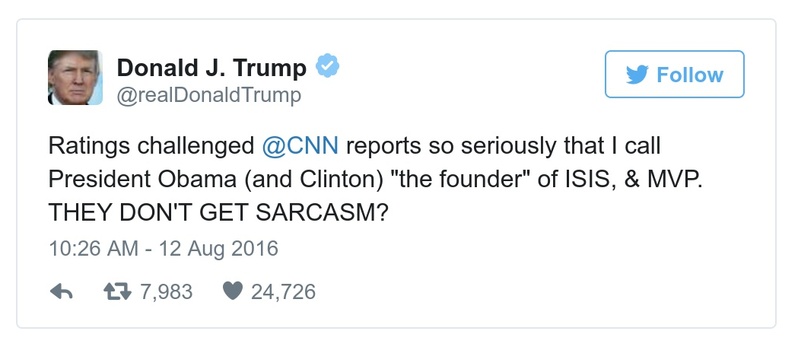 Donald J. Trump
@realDonaldTrump
Follow
Ratings challenged @CNN reports so seriously that I call
President Obama (and Clinton) "the founder" of ISIS, & MVP.
THEY DON'T GET SARCASM?
10:26 AM - 12 Aug 2016
7,983 24,726